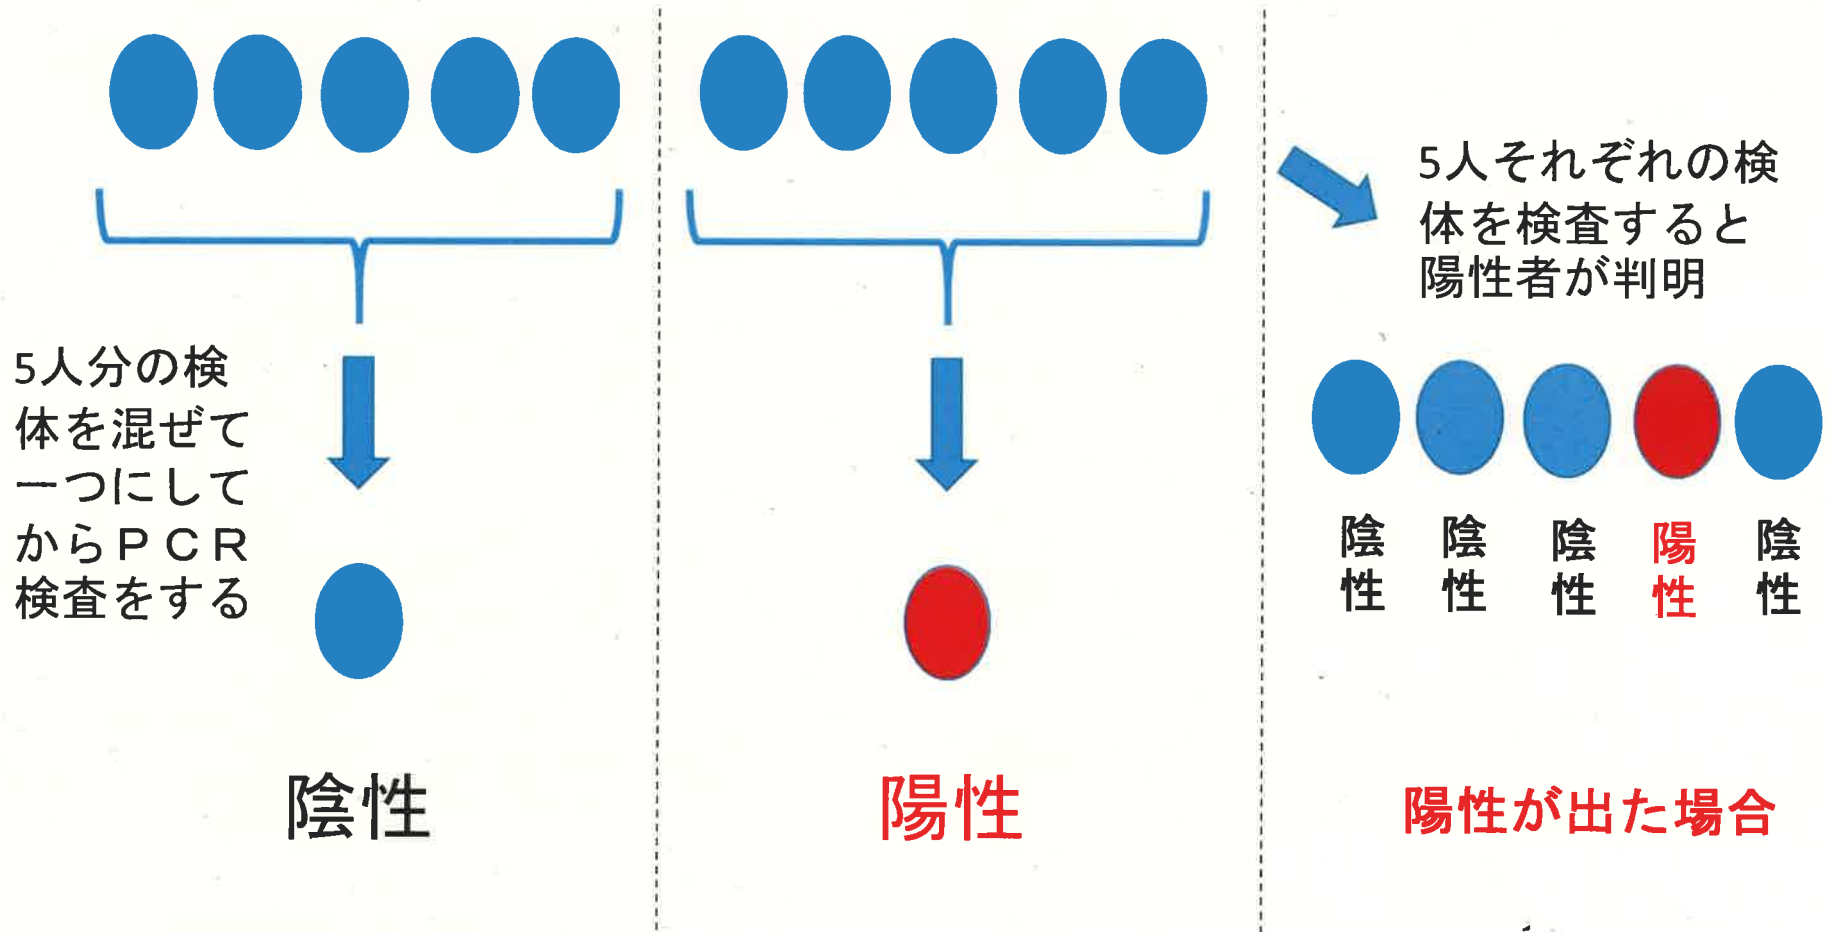 5人分の検
体を混ぜて
一つにして
からＰＣＲ
検査をする
陰性
陽性
5人それぞれの検
体を検査すると
陽性者が判明
陰性
陰性
陰性
陽性
陰性
陽性が出た場合